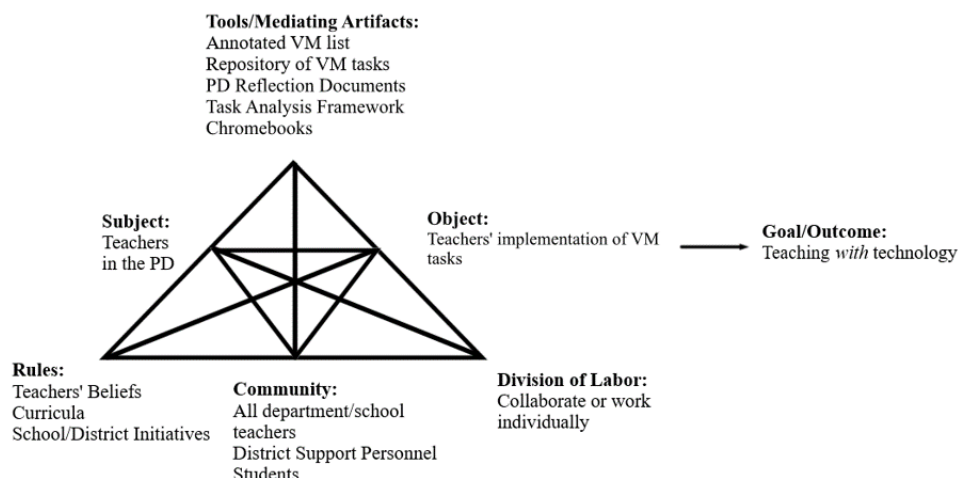 Tools/Mediating Artifacts:
Annotated VM list
Repository of VM tasks
PD Reflection Documents
Task Analysis Framework
Chromebooks
Subject:
Teachers
in the PD
Object:
Teachers' implementation of VM
tasks
Goal/Outcome:
Teaching with technology
Rules:
Teachers' Beliefs
Curricula
School/District Initiatives
Community:
All department/school
teachers
District Support Personnel
Students
Division of Labor:
Collaborate or work
individually